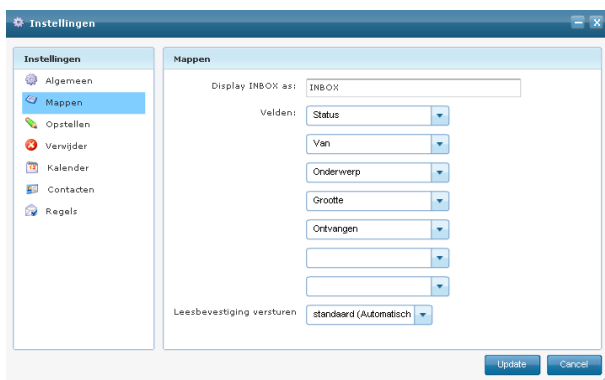 Instellingen
Instellingen
Algemeen
Mappen
Opstellen
Verwijder
Kalender
Contacten
Regels
Mappen
Display INBOX as: INBOX
Velden: Status
Van
Onderwerp
Grootte
Ontvangen
Leesbevestiging versturen standaard (Automatisch
Update Cancel